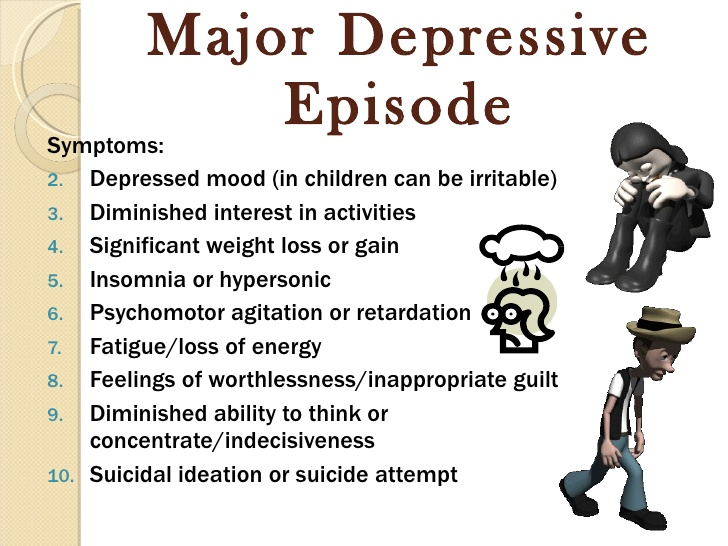 Major Depressive
Episode
Symptoms:
2. Depressed mood (in children can be irritable)
3. Diminished interest in activities
4. Significant weight loss or gain
5. Insomnia or hypersonic
6. Psychomotor agitation or retardation
7. Fatigue/loss of energy
8. Feelings of worthlessness/inappropriate guilt
9. Diminished ability to think or
concentrate/indecisiveness
10. Suicidal ideation or suicide attempt